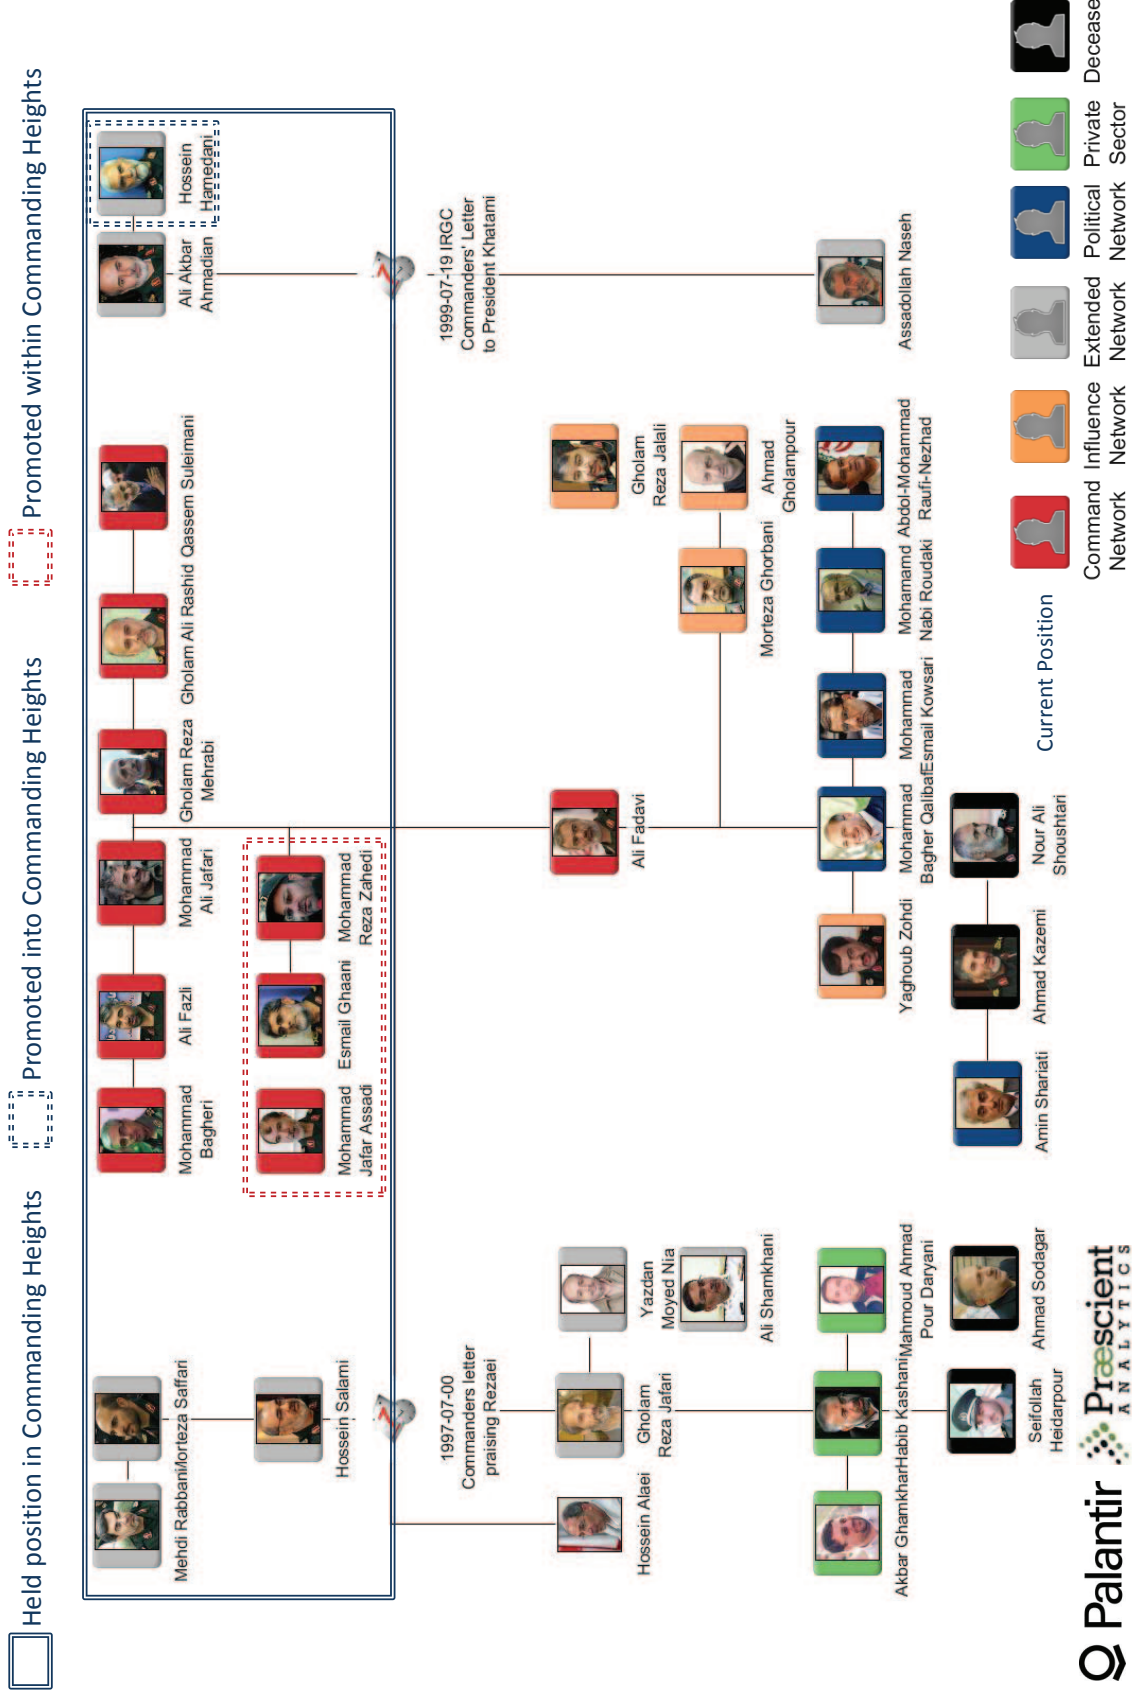 Held position in Commanding Heights
Promoted into Commanding Heights
Promoted within Commanding Heights
Mehdi Rabbani
Morteza Saffari
Mohammad
Bagheri
Ali Fazli
Mohammad
Ali Jafari
Gholam Reza
Mehrabi
Gholam Ali Rashid
Qassem Suleimani
Ali Akbar
Ahmadian
Hossein
Hamedani
Hossein Salami
Mohammad
Jafar Assadi
Esmail Ghaani
Mohammad
Reza Zahedi
1997-07-00
Commanders letter
praising Rezaei
1999-07-19 IRGC
Commanders' Letter
to President Khatami
Hossein Alaei
Gholam
Reza Jafari
Yazdan
Moyed Nia
Ali Fadavi
Gholam
Reza Jalali
Ali Shamkhani
Morteza Ghorbani
Ahmad
Gholampour
Akbar Ghamkhar
Habib Kashani
Mahmoud Ahmad
Pour Daryani
Yaghoub Zohdi
Mohammad
Bagher Qalibaf
Mohammad
Esmail Kowsari
Mohamamd
Nabi Roudaki
Abdol-Mohammad
Raufi-Nezhad
Assadollah Naseh
Seifollah
Heidarpour
Ahmad Sodagar
Amin Shariati
Ahmad Kazemi
Nour Ali
Shoushtari
Current Position
Command
Network
Influence
Network
Extended
Network
Political
Network
Private
Sector
Decease
Palantir
Præscient
ANALYTICS